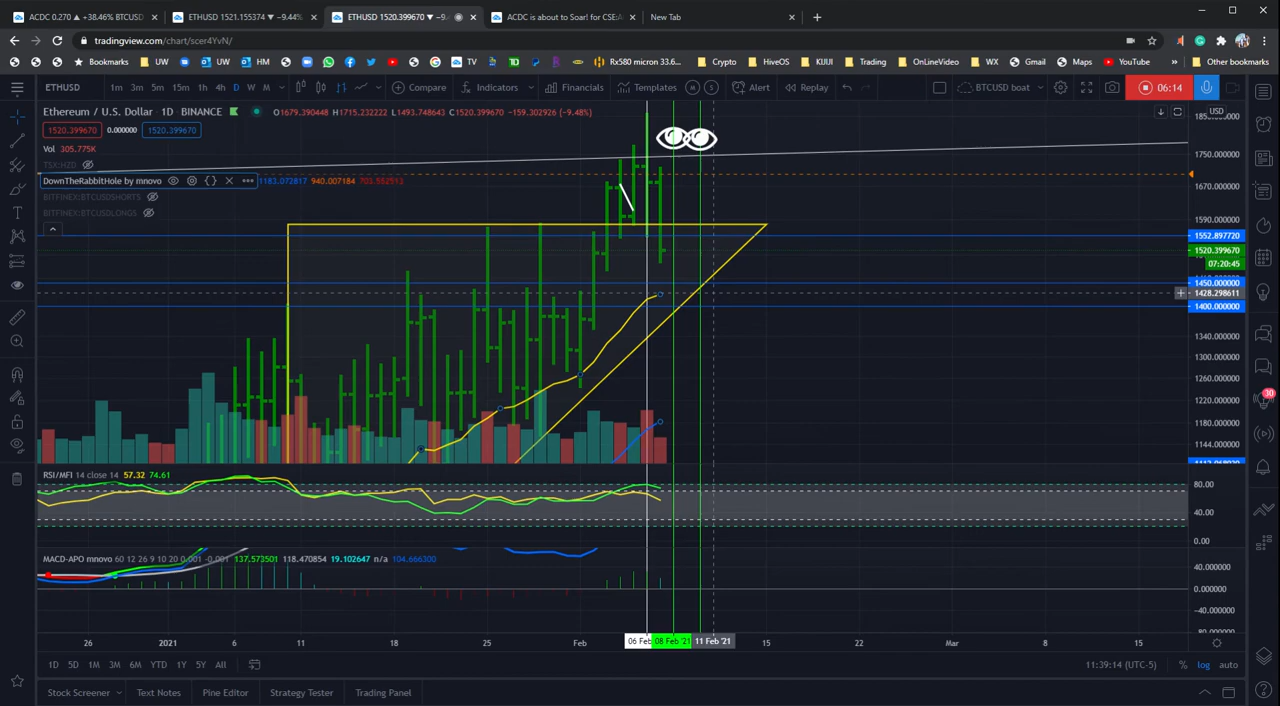 ACDC 0.270 ▲ +38.46% BTCUSD
ETHUSD 1521.155374 ▼ −9.44%
ETHUSD 1520.399670 ▼ −9.
ACDC is about to Soar! for CSE:A
New Tab
tradingview.com/chart/scer4YvN/
Bookmarks
UW
UW
HM
TV
TD
Rx580 micron 63.8...
Crypto
HiveOS
KIJIJI
Trading
OnLineVideo
WX
Gmail
Maps
YouTube
Other bookmarks
ETHUSD
1m 3m 5m 15m 1h 4h D W M
Compare
Indicators
Financials
Templates
M
S
Alert
Replay
BTCUSD boat
06:14
Ethereum / U.S. Dollar · 1D · BINANCE
O1679.390448 H1715.232222 L1493.748643 C1520.399670 −159.302926 (−9.48%)
USD
1520.399670 0.000000 1520.399670
Vol 305.775K
TSX:HZD
DownTheRabbitHole by mnovo
1183.072817 940.007184 703.552513
BITFINEX:BTCUSDSHORTS
BITFINEX:BTCUSDLONGS
1750.000000
1670.000000
1590.000000
1552.897720
1520.399670
07:20:45
1450.000000
1428.298611
1400.000000
1340.000000
1300.000000
1260.000000
1220.000000
1180.000000
1144.000000
30
RSI/MFI 14 close 14 57.32 74.61
80.00
40.00
0.00
MACD-APO mnovo 60 12 26 9 10 20 0.001 -0.001 137.573501 118.470854 19.102647 n/a 104.666300
40.000000
0.000000
−40.000000
26 2021 6 11 18 25 Feb 06 Feb 08 Feb '21 11 Feb '21 15 22 Mar 8 15
1D 5D 1M 3M 6M YTD 1Y 5Y All
11:39:14 (UTC-5)
% log auto
Stock Screener
Text Notes
Pine Editor
Strategy Tester
Trading Panel